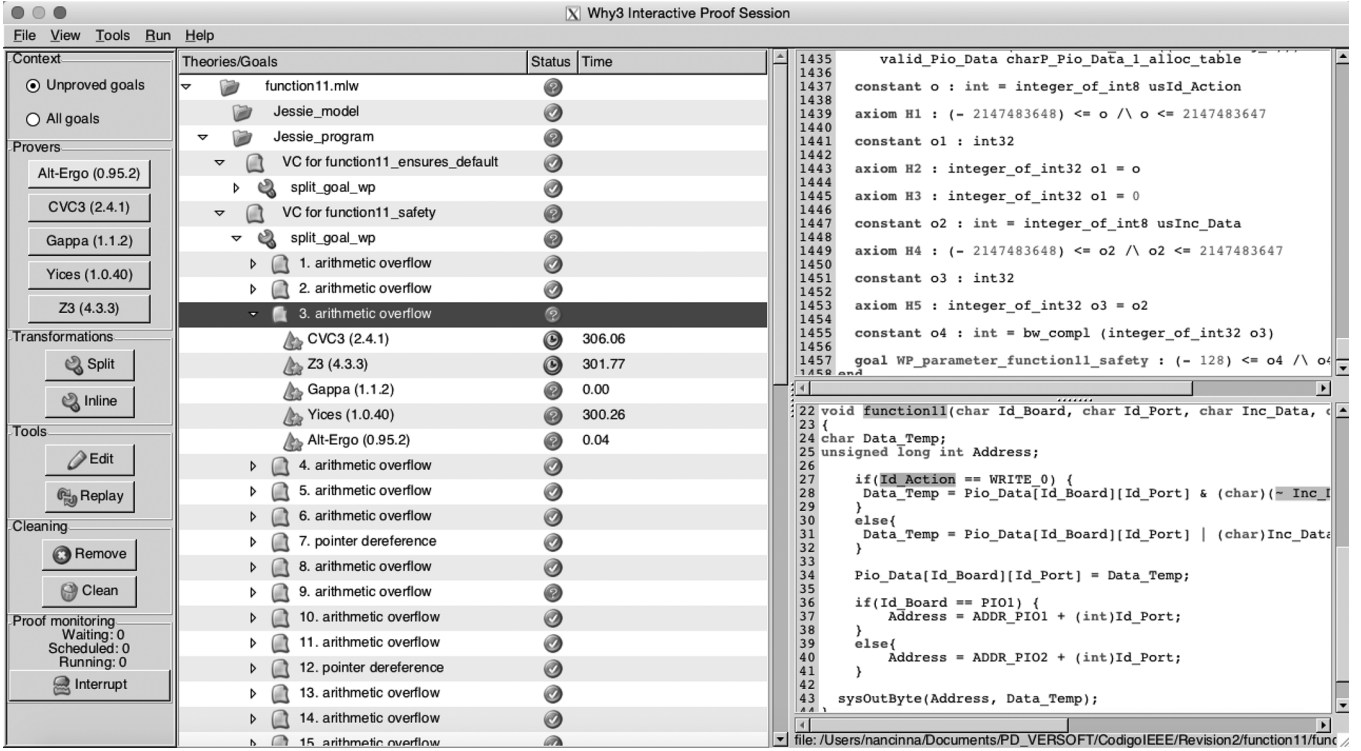 Why3 Interactive Proof Session
File View Tools Run Help
Context
Unproved goals
All goals
Provers
Alt-Ergo (0.95.2)
CVC3 (2.4.1)
Gappa (1.1.2)
Yices (1.0.40)
Z3 (4.3.3)
Transformations
Split
Inline
Tools
Edit
Replay
Cleaning
Remove
Clean
Proof monitoring
Waiting: 0
Scheduled: 0
Running: 0
Interrupt
Theories/Goals Status Time
function11.mlw
Jessie_model
Jessie_program
VC for function11_ensures_default
split_goal_wp
VC for function11_safety
split_goal_wp
1. arithmetic overflow
2. arithmetic overflow
3. arithmetic overflow
CVC3 (2.4.1) 306.06
Z3 (4.3.3) 301.77
Gappa (1.1.2) 0.00
Yices (1.0.40) 300.26
Alt-Ergo (0.95.2) 0.04
4. arithmetic overflow
5. arithmetic overflow
6. arithmetic overflow
7. pointer dereference
8. arithmetic overflow
9. arithmetic overflow
10. arithmetic overflow
11. arithmetic overflow
12. pointer dereference
13. arithmetic overflow
14. arithmetic overflow
15. arithmetic overflow
1435 valid_Pio_Data charP_Pio_Data_1_alloc_table
1436
1437 constant o : int = integer_of_int8 usId_Action
1438
1439 axiom H1 : (- 2147483648) <= o /\ o <= 2147483647
1440
1441 constant o1 : int32
1442
1443 axiom H2 : integer_of_int32 o1 = o
1444
1445 axiom H3 : integer_of_int32 o1 = 0
1446
1447 constant o2 : int = integer_of_int8 usInc_Data
1448
1449 axiom H4 : (- 2147483648) <= o2 /\ o2 <= 2147483647
1450
1451 constant o3 : int32
1452
1453 axiom H5 : integer_of_int32 o3 = o2
1454
1455 constant o4 : int = bw_compl (integer_of_int32 o3)
1456
1457 goal WP_parameter_function11_safety : (- 128) <= o4 /\ o4
1458 end
22 void function11(char Id_Board, char Id_Port, char Inc_Data, c
23 {
24 char Data_Temp;
25 unsigned long int Address;
26
27 if(Id_Action == WRITE_0) {
28 Data_Temp = Pio_Data[Id_Board][Id_Port] & (char)(~ Inc_D
29 }
30 else{
31 Data_Temp = Pio_Data[Id_Board][Id_Port] | (char)Inc_Data
32 }
33
34 Pio_Data[Id_Board][Id_Port] = Data_Temp;
35
36 if(Id_Board == PIO1) {
37 Address = ADDR_PIO1 + (int)Id_Port;
38 }
39 else{
40 Address = ADDR_PIO2 + (int)Id_Port;
41 }
42
43 sysOutByte(Address, Data_Temp);
44 }
file: /Users/nancinna/Documents/PD_VERSOFT/CodigoIEEE/Revision2/function11/func